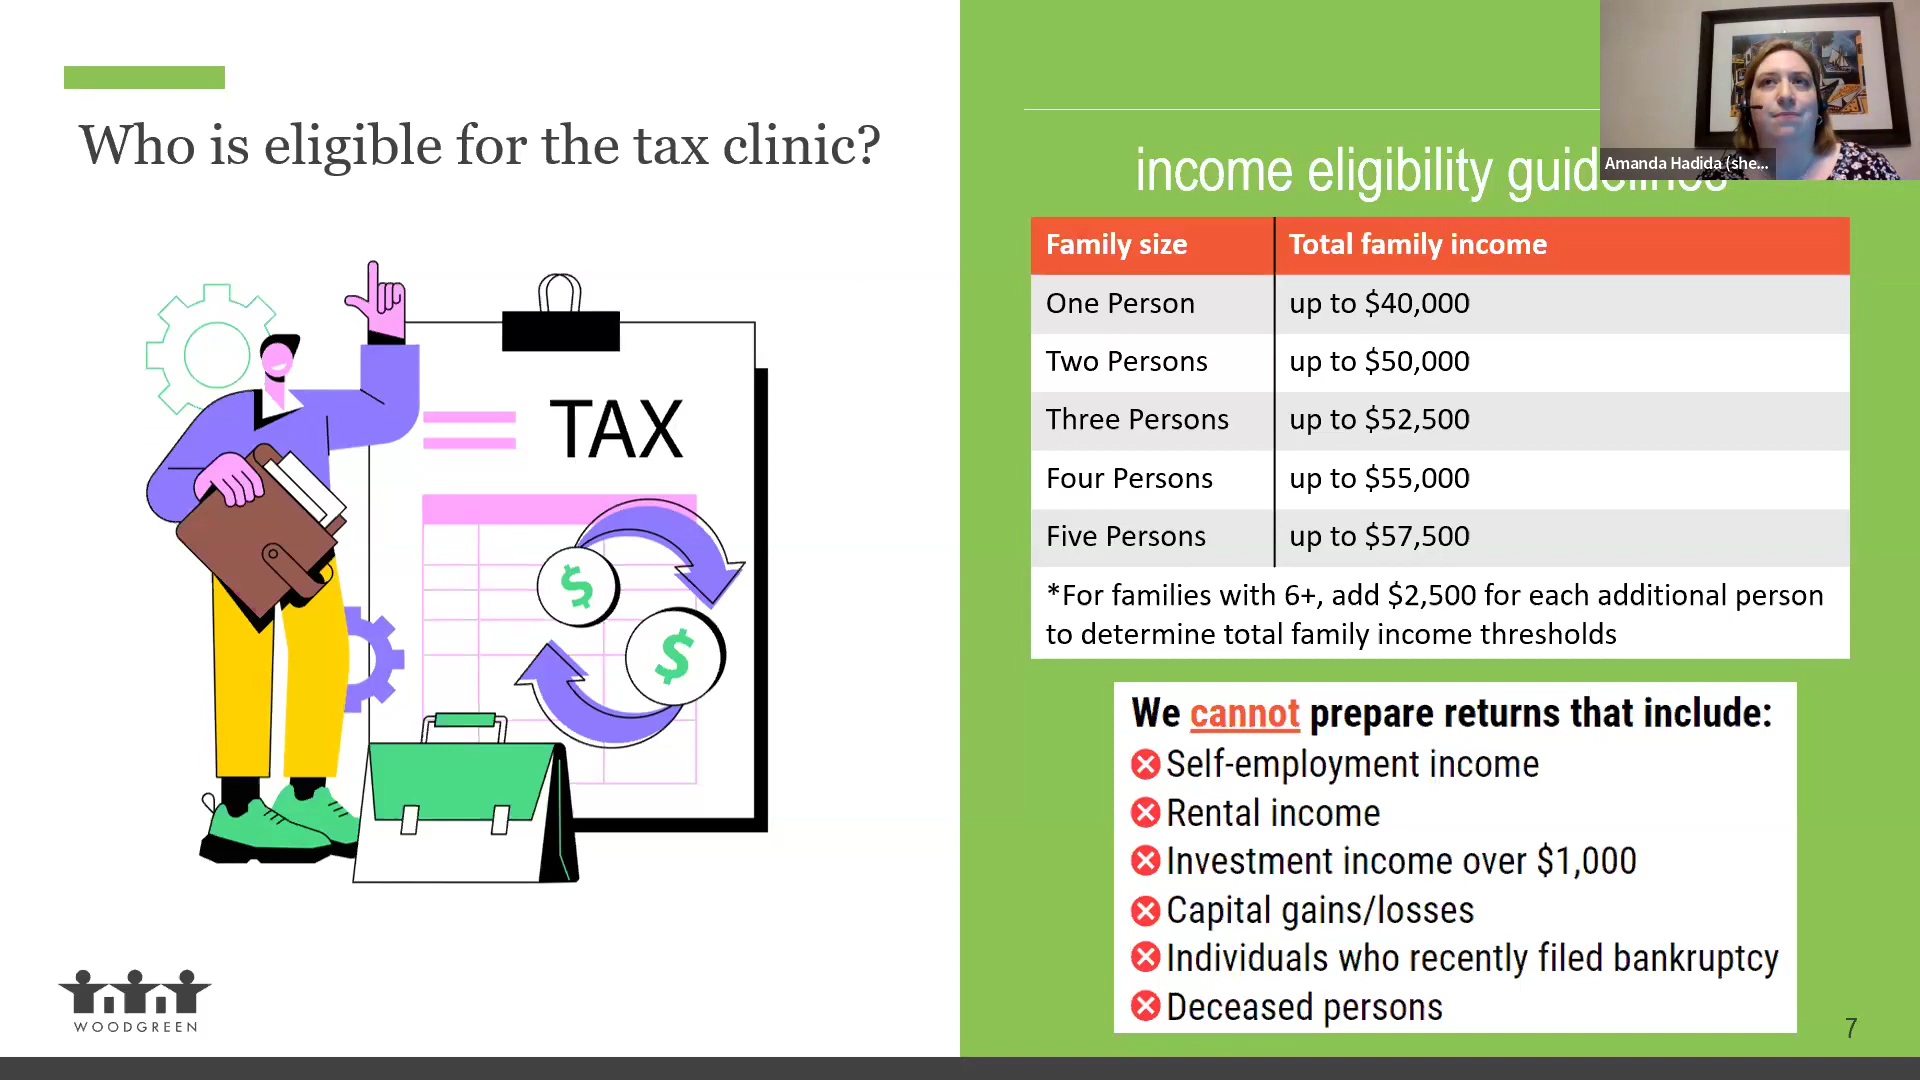 Who is eligible for the tax clinic?
TAX
$
$
WOODGREEN
income eligibility guidelines
Amanda Hadida (she...
Family size Total family income
One Person up to $40,000
Two Persons up to $50,000
Three Persons up to $52,500
Four Persons up to $55,000
Five Persons up to $57,500
*For families with 6+, add $2,500 for each additional person
to determine total family income thresholds
We cannot prepare returns that include:
Self-employment income
Rental income
Investment income over $1,000
Capital gains/losses
Individuals who recently filed bankruptcy
Deceased persons
7